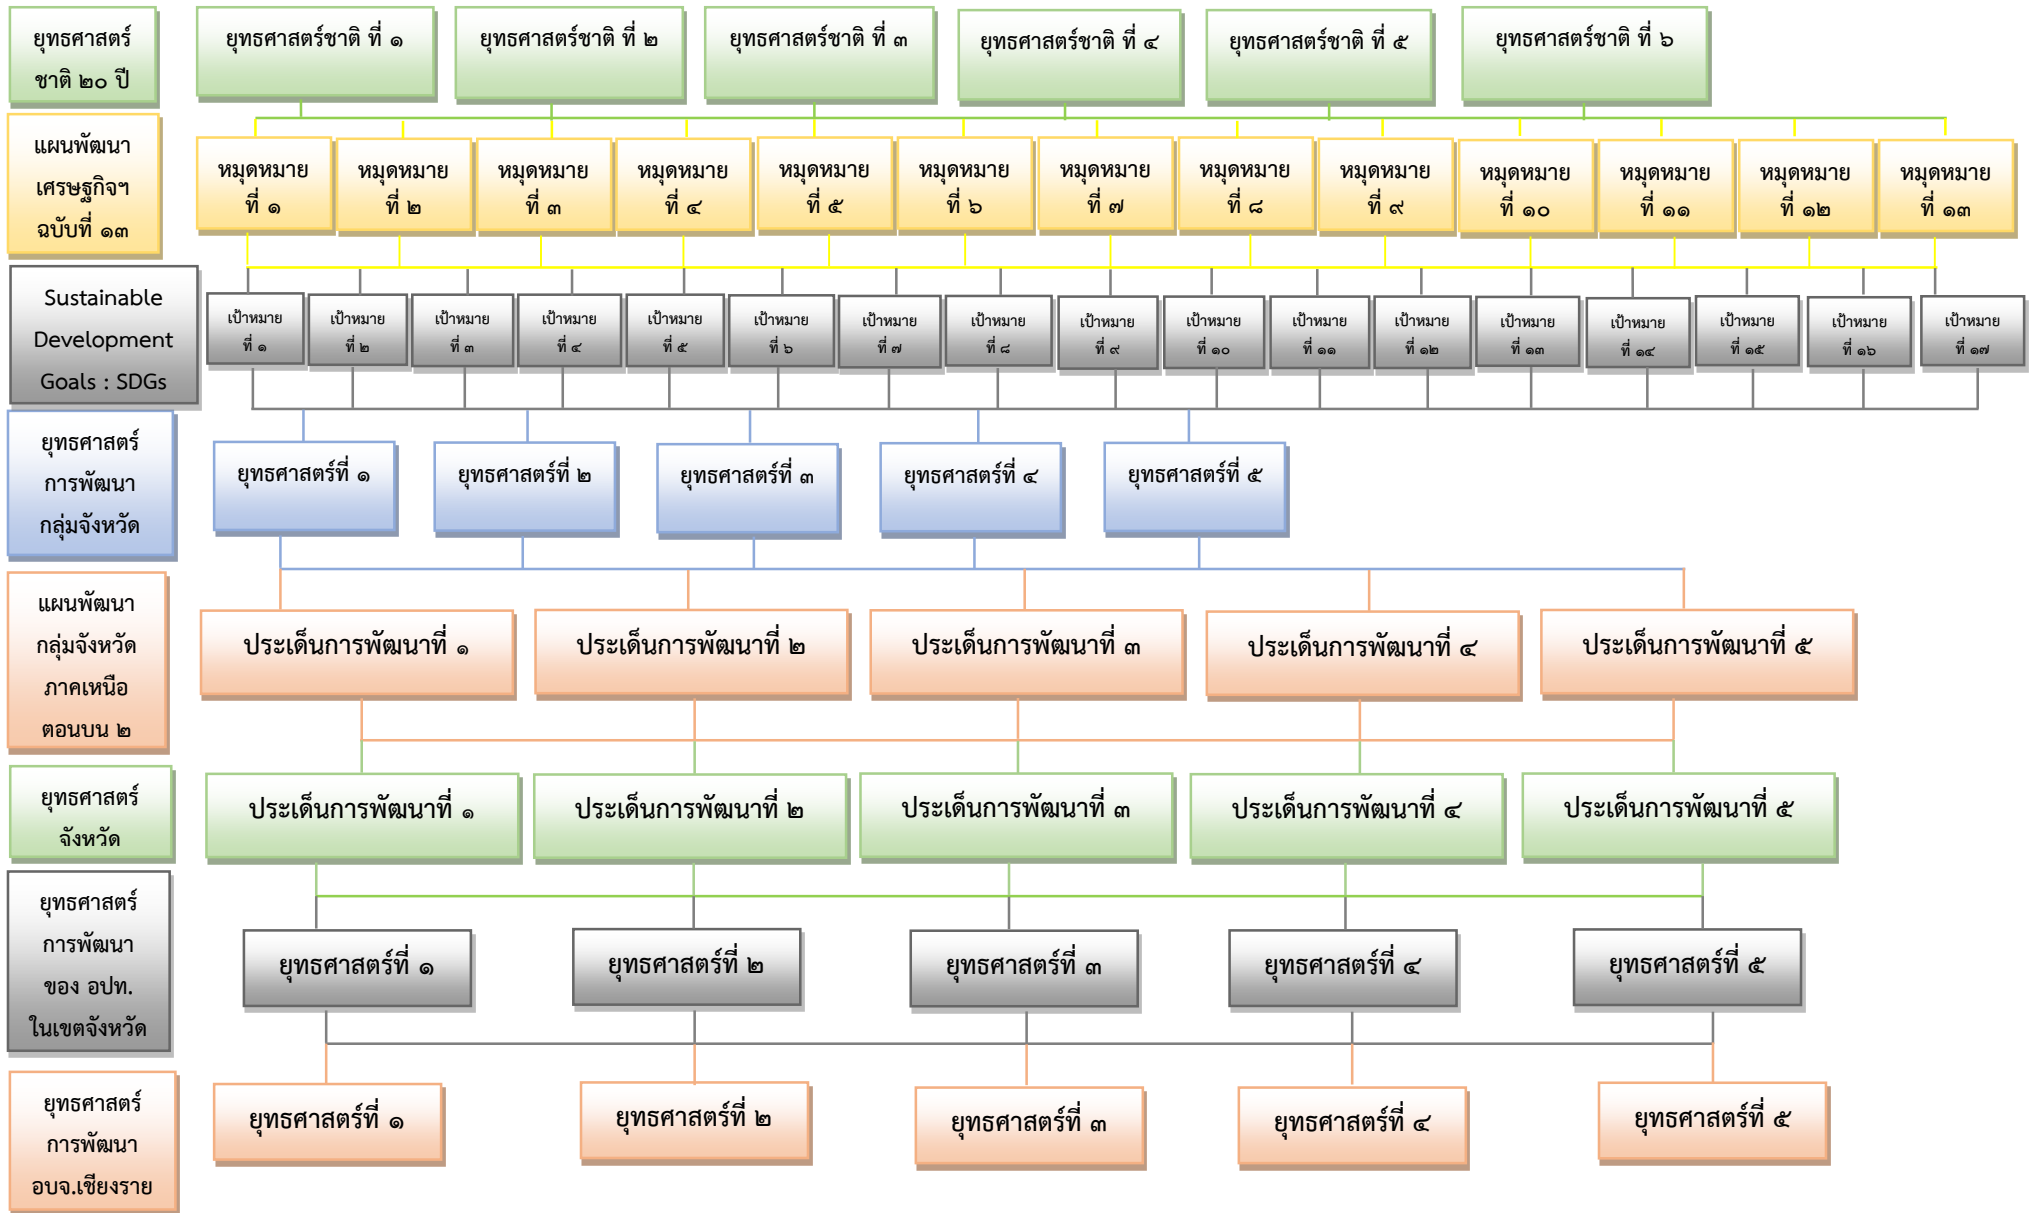 ยุทธศาสตร์
ชาติ ๒๐ ปี
ยุทธศาสตร์ชาติ ที่ ๑
ยุทธศาสตร์ชาติ ที่ ๒
ยุทธศาสตร์ชาติ ที่ ๓
ยุทธศาสตร์ชาติ ที่ ๔
ยุทธศาสตร์ชาติ ที่ ๕
ยุทธศาสตร์ชาติ ที่ ๖
แผนพัฒนา
เศรษฐกิจฯ
ฉบับที่ ๑๓
หมุดหมาย
ที่ ๑
หมุดหมาย
ที่ ๒
หมุดหมาย
ที่ ๓
หมุดหมาย
ที่ ๔
หมุดหมาย
ที่ ๕
หมุดหมาย
ที่ ๖
หมุดหมาย
ที่ ๗
หมุดหมาย
ที่ ๘
หมุดหมาย
ที่ ๙
หมุดหมาย
ที่ ๑๐
หมุดหมาย
ที่ ๑๑
หมุดหมาย
ที่ ๑๒
หมุดหมาย
ที่ ๑๓
Sustainable
Development
Goals : SDGs
เป้าหมาย
ที่ ๑
เป้าหมาย
ที่ ๒
เป้าหมาย
ที่ ๓
เป้าหมาย
ที่ ๔
เป้าหมาย
ที่ ๕
เป้าหมาย
ที่ ๖
เป้าหมาย
ที่ ๗
เป้าหมาย
ที่ ๘
เป้าหมาย
ที่ ๙
เป้าหมาย
ที่ ๑๐
เป้าหมาย
ที่ ๑๑
เป้าหมาย
ที่ ๑๒
เป้าหมาย
ที่ ๑๓
เป้าหมาย
ที่ ๑๔
เป้าหมาย
ที่ ๑๕
เป้าหมาย
ที่ ๑๖
เป้าหมาย
ที่ ๑๗
ยุทธศาสตร์
การพัฒนา
กลุ่มจังหวัด
ยุทธศาสตร์ที่ ๑
ยุทธศาสตร์ที่ ๒
ยุทธศาสตร์ที่ ๓
ยุทธศาสตร์ที่ ๔
ยุทธศาสตร์ที่ ๕
แผนพัฒนา
กลุ่มจังหวัด
ภาคเหนือ
ตอนบน ๒
ประเด็นการพัฒนาที่ ๑
ประเด็นการพัฒนาที่ ๒
ประเด็นการพัฒนาที่ ๓
ประเด็นการพัฒนาที่ ๔
ประเด็นการพัฒนาที่ ๕
ยุทธศาสตร์
จังหวัด
ประเด็นการพัฒนาที่ ๑
ประเด็นการพัฒนาที่ ๒
ประเด็นการพัฒนาที่ ๓
ประเด็นการพัฒนาที่ ๔
ประเด็นการพัฒนาที่ ๕
ยุทธศาสตร์
การพัฒนา
ของ อปท.
ในเขตจังหวัด
ยุทธศาสตร์ที่ ๑
ยุทธศาสตร์ที่ ๒
ยุทธศาสตร์ที่ ๓
ยุทธศาสตร์ที่ ๔
ยุทธศาสตร์ที่ ๕
ยุทธศาสตร์
การพัฒนา
อบจ.เชียงราย
ยุทธศาสตร์ที่ ๑
ยุทธศาสตร์ที่ ๒
ยุทธศาสตร์ที่ ๓
ยุทธศาสตร์ที่ ๔
ยุทธศาสตร์ที่ ๕